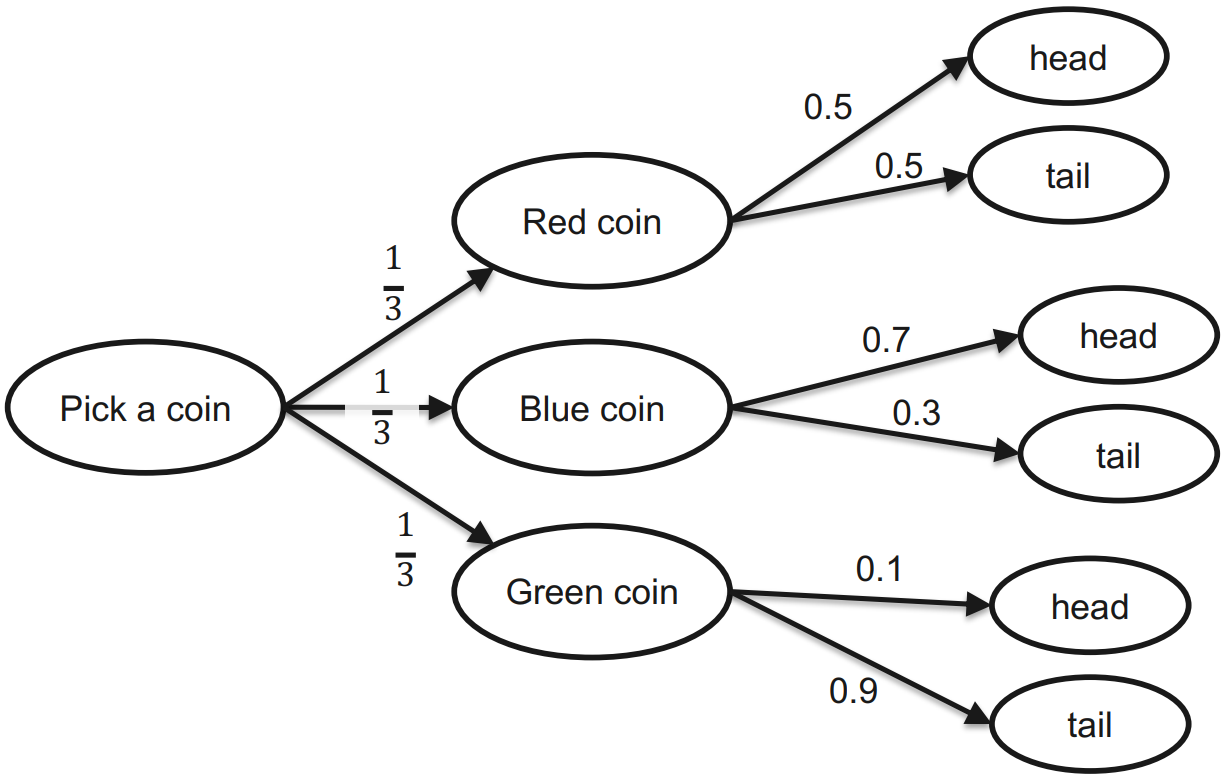 head
0.5
0.5
tail
Red coin
1
3
head
0.7
1
3
Pick a coin
Blue coin
0.3
tail
1
3
0.1
Green coin
head
0.9
tail